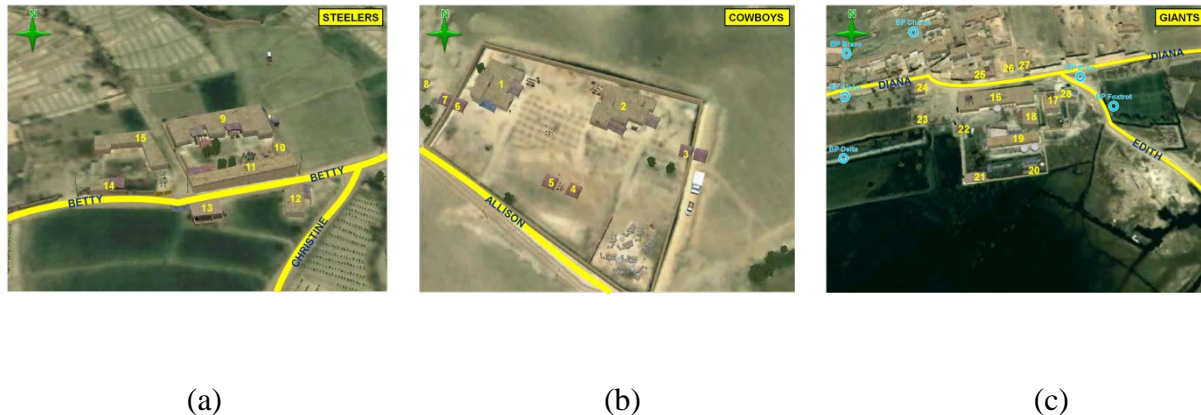 N
STEELERS
9
15
10
11
14
BETTY
BETTY
13
12
CHRISTINE
N
COWBOYS
1
8
7
6
2
3
5
4
ALLISON
N
GIANTS
BP Charlie
BP Bravo
DIANA
26
27
25
DIANA
24
16
17
28
BP Foxtrot
23
22
18
19
EDITH
BP Delta
21
20
(a)
(b)
(c)